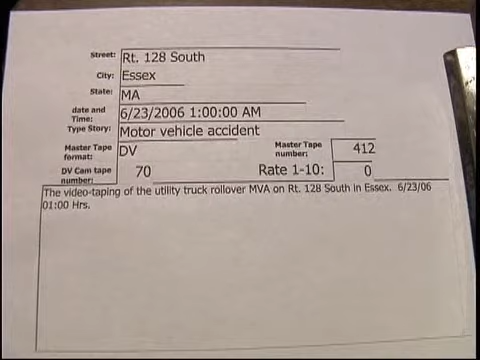 Street: Rt. 128 South
City: Essex
State: MA
date and Time: 6/23/2006 1:00:00 AM
Type Story: Motor vehicle accident
Master Tape format: DV Master Tape number: 412
DV Cam tape number: 70 Rate 1-10: 0
The video-taping of the utility truck rollover MVA on Rt. 128 South in Essex. 6/23/06
01:00 Hrs.